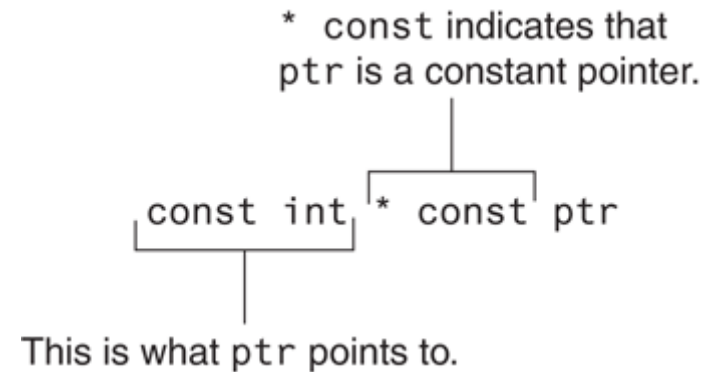 * const indicates that
ptr is a constant pointer.
const int * const ptr
This is what ptr points to.